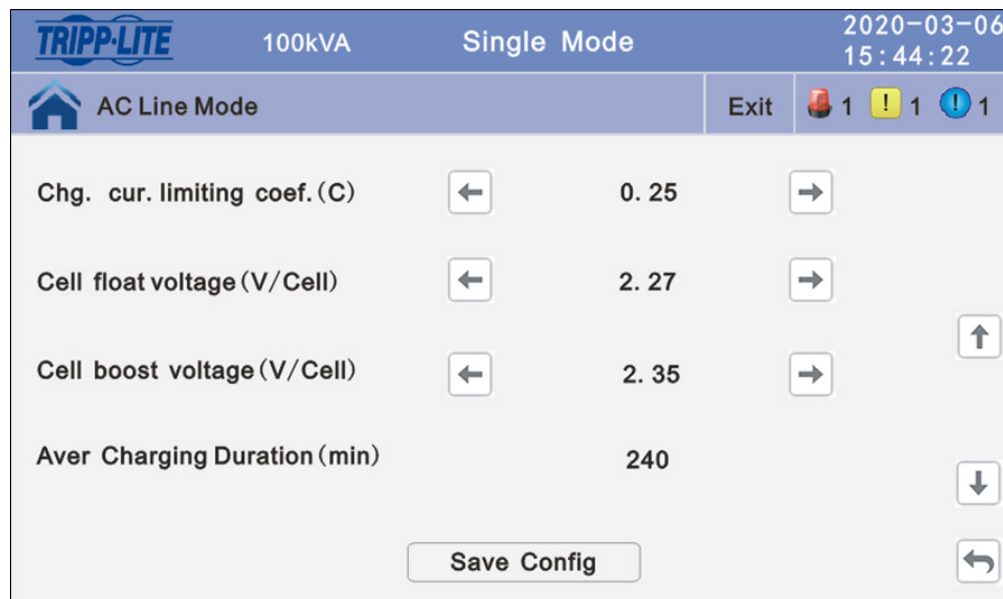 TRIPP·LITE 100kVA Single Mode 2020-03-06
15:44:22
AC Line Mode Exit 1 ! 1 ! 1
Chg. cur. limiting coef.(C) 0.25
Cell float voltage(V/Cell) 2.27
Cell boost voltage(V/Cell) 2.35
Aver Charging Duration(min) 240
Save Config